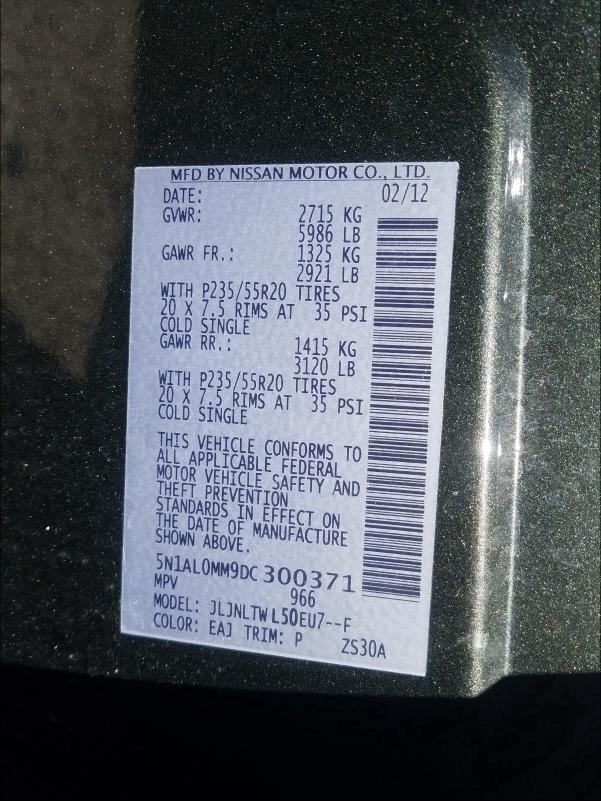 MFD BY NISSAN MOTOR CO., LTD.
DATE: 02/12
GVWR: 2715 KG
5986 LB
GAWR FR.: 1325 KG
2921 LB
WITH P235/55R20 TIRES
20 X 7.5 RIMS AT 35 PSI
COLD SINGLE
GAWR RR.: 1415 KG
3120 LB
WITH P235/55R20 TIRES
20 X 7.5 RIMS AT 35 PSI
COLD SINGLE
THIS VEHICLE CONFORMS TO
ALL APPLICABLE FEDERAL
MOTOR VEHICLE SAFETY AND
THEFT PREVENTION
STANDARDS IN EFFECT ON
THE DATE OF MANUFACTURE
SHOWN ABOVE.
5N1AL0MM9DC300371
MPV 966
MODEL: JLJNLTWL50EU7--F
COLOR: EAJ TRIM: P ZS30A